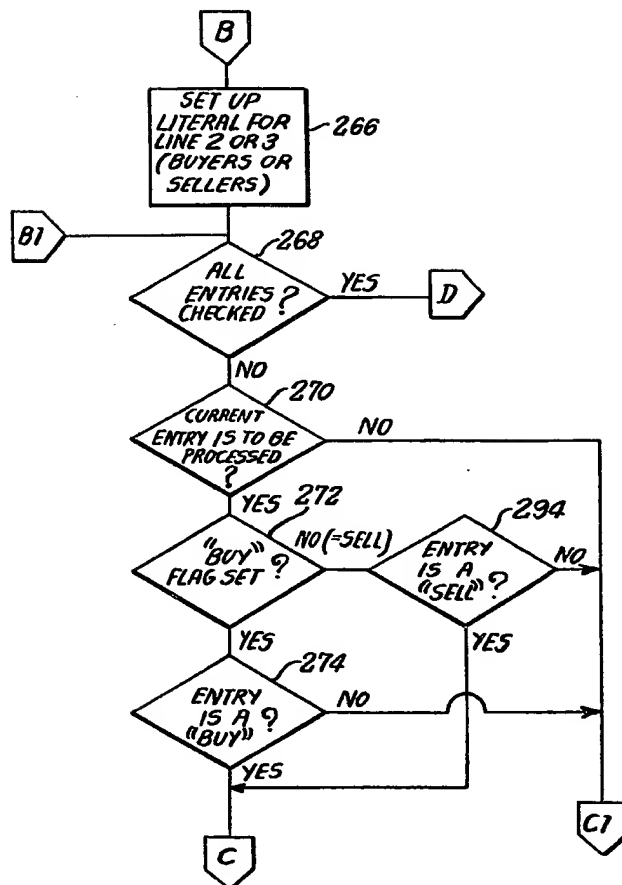 B
SET UP
LITERAL FOR
LINE 2 OR 3
(BUYERS OR
SELLERS)
266
B1
268
ALL
ENTRIES
CHECKED?
YES
D
NO
270
CURRENT
ENTRY IS TO BE
PROCESSED
?
NO
YES
272
"BUY"
FLAG SET?
NO (=SELL)
294
ENTRY
IS A
"SELL"?
NO
YES
YES
274
ENTRY
IS A
"BUY"?
NO
YES
C
C1